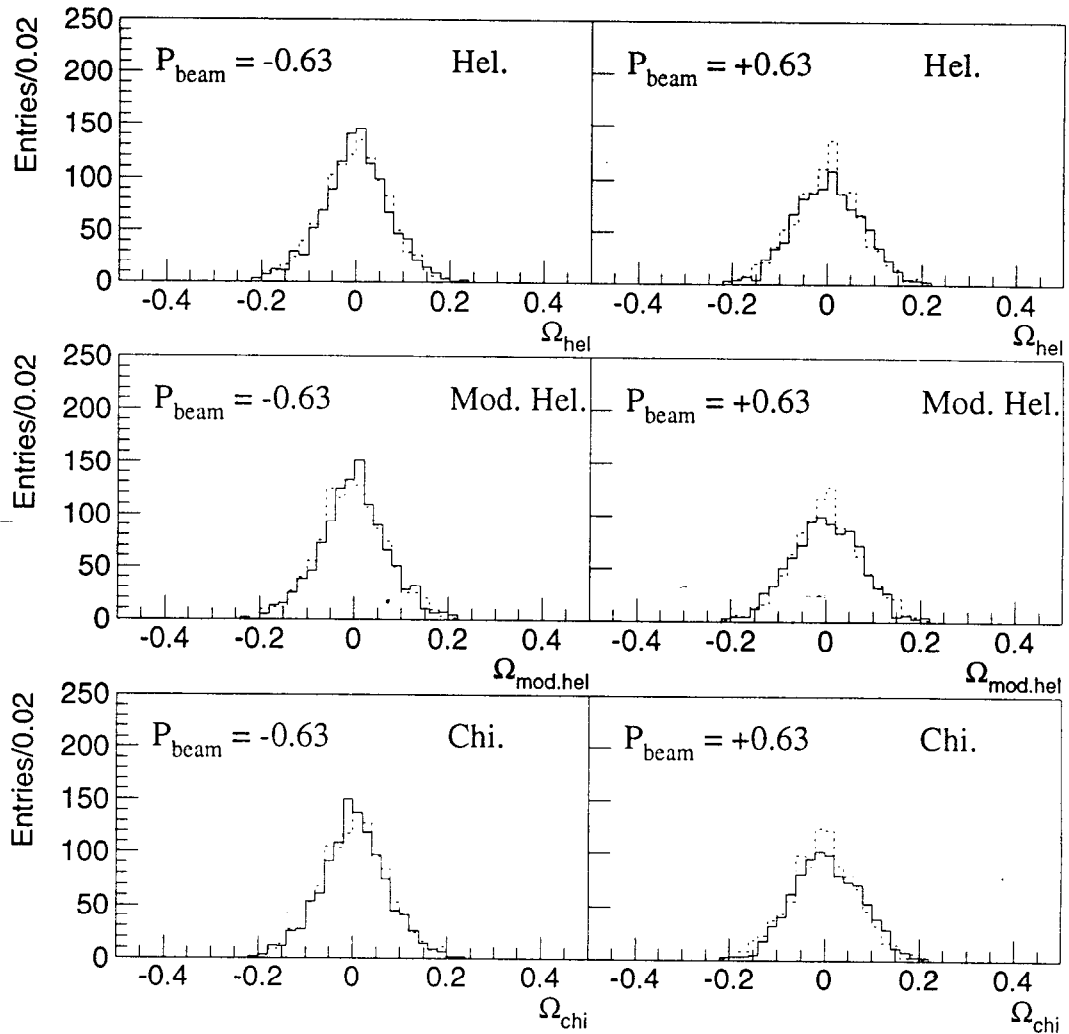 Entries/0.02
250
200
150
100
50
0
P_beam = -0.63 Hel.
-0.4 -0.2 0 0.2 0.4
Ω_hel
P_beam = +0.63 Hel.
-0.4 -0.2 0 0.2 0.4
Ω_hel
Entries/0.02
250
200
150
100
50
0
P_beam = -0.63 Mod. Hel.
-0.4 -0.2 0 0.2 0.4
Ω_mod.hel
P_beam = +0.63 Mod. Hel.
-0.4 -0.2 0 0.2 0.4
Ω_mod.hel
Entries/0.02
250
200
150
100
50
0
P_beam = -0.63 Chi.
-0.4 -0.2 0 0.2 0.4
Ω_chi
P_beam = +0.63 Chi.
-0.4 -0.2 0 0.2 0.4
Ω_chi